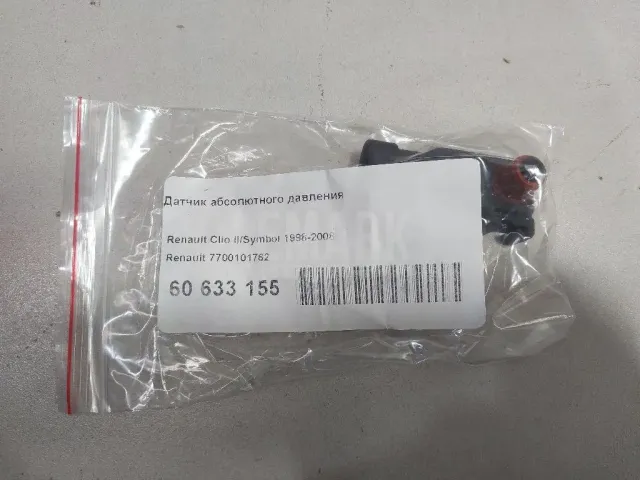 Датчик абсолютного давления
Renault Clio II/Symbol 1998-2008
Renault 7700101762
60 633 155